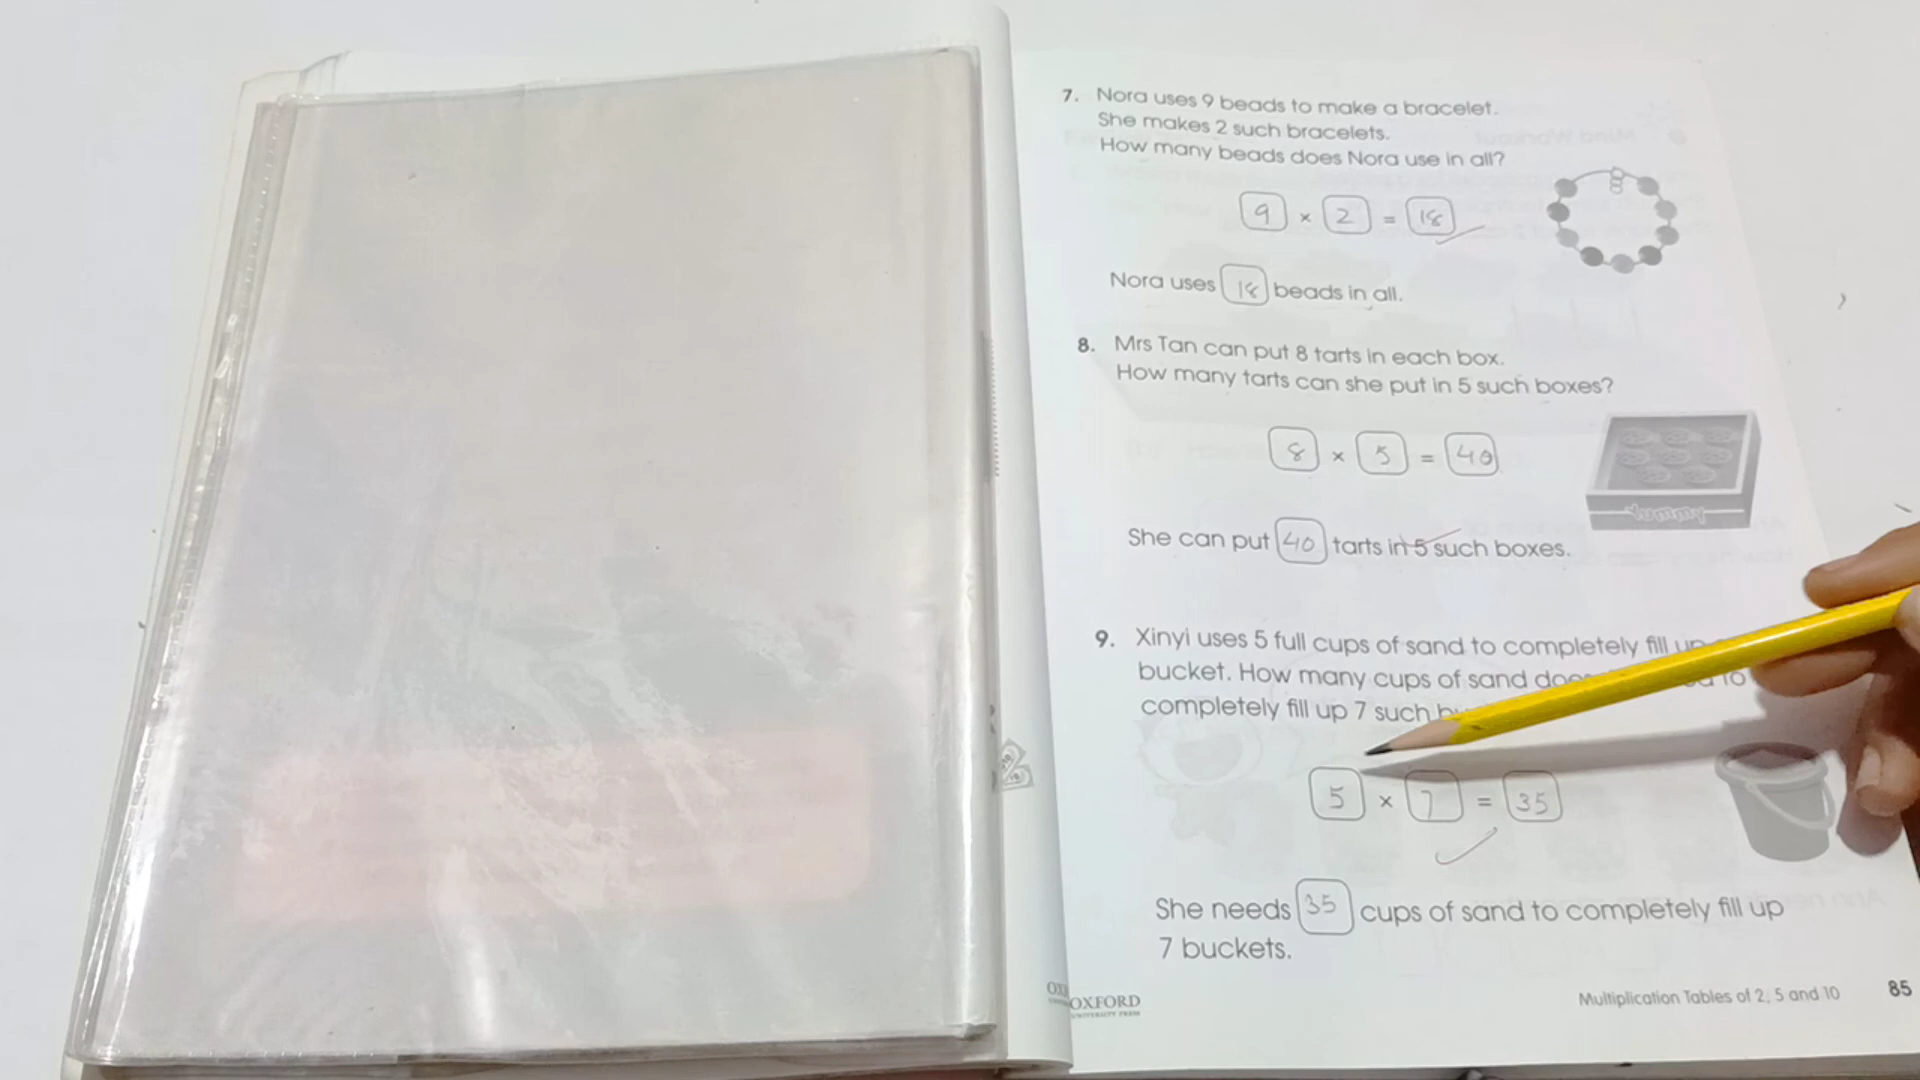 7. Nora uses 9 beads to make a bracelet.
She makes 2 such bracelets.
How many beads does Nora use in all?
9 × 2 = 18
Nora uses 18 beads in all.
8. Mrs Tan can put 8 tarts in each box.
How many tarts can she put in 5 such boxes?
8 × 5 = 40
Yummy
She can put 40 tarts in 5 such boxes.
9. Xinyi uses 5 full cups of sand to completely fill up
bucket. How many cups of sand to
completely fill up 7 such
5 × 7 = 35
She needs 35 cups of sand to completely fill up
7 buckets.
OXFORD
UNIVERSITY PRESS
Multiplication Tables of 2, 5 and 10 85